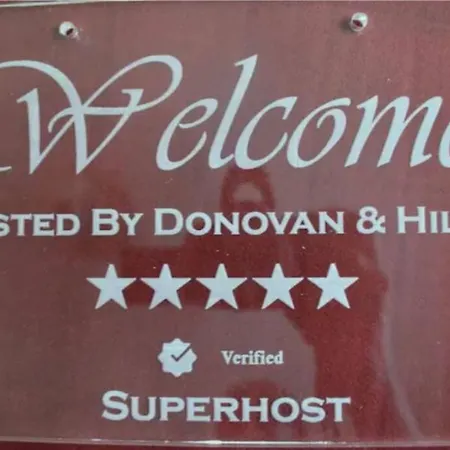 Welcom
STED BY DONOVAN & HIL
★★★★★
Verified
SUPERHOST